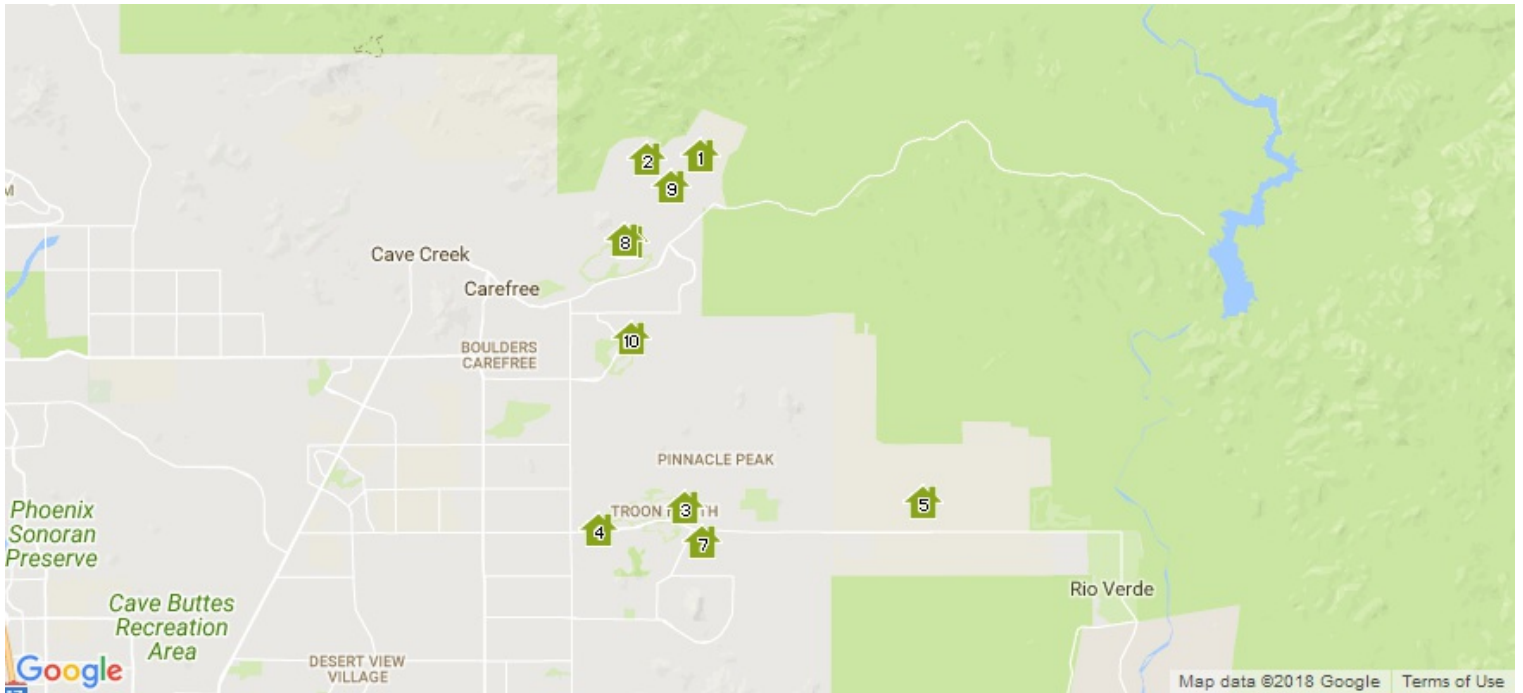 M
2
1
9
8
Cave Creek
Carefree
10
BOULDERS
CAREFREE
PINNACLE PEAK
5
3
4
7
Phoenix
Sonoran
Preserve
Rio Verde
Cave Buttes
Recreation
Area
DESERT VIEW
VILLAGE
Google
Map data ©2018 Google
Terms of Use
TROON